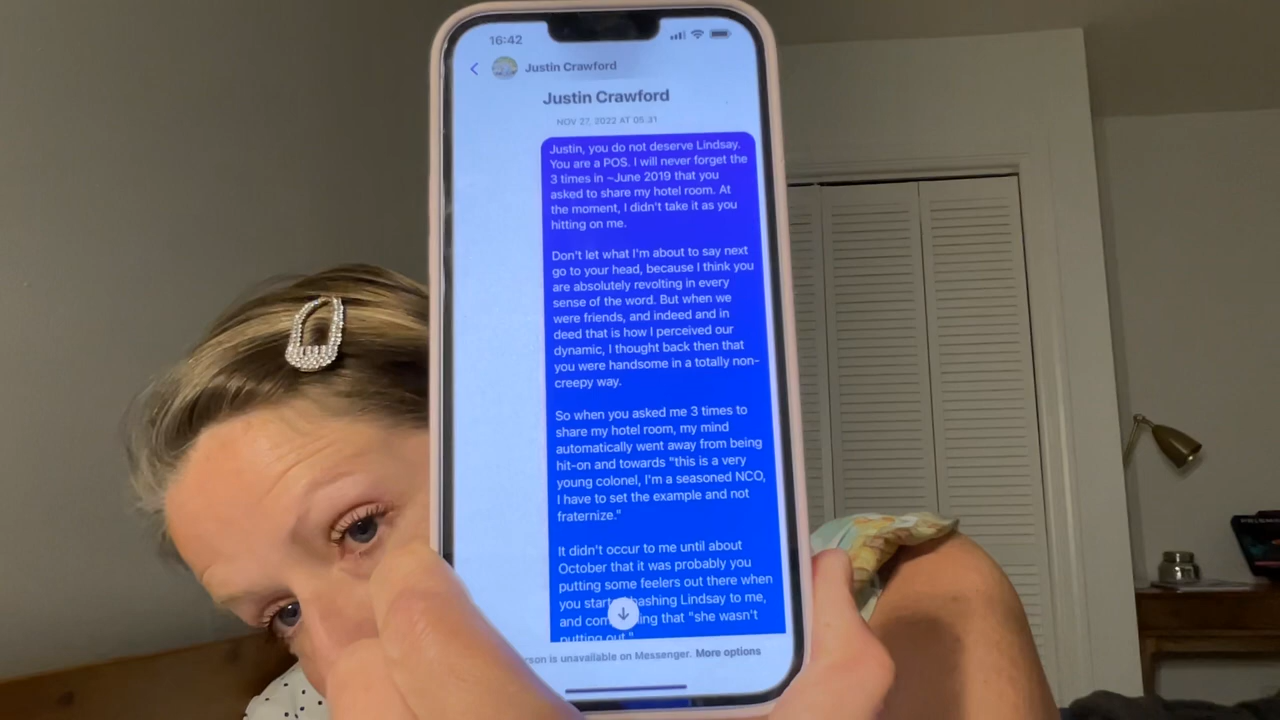 16:42
Justin Crawford
Justin Crawford
NOV 27, 2022 AT 05:31
Justin, you do not deserve Lindsay.
You are a POS. I will never forget the
3 times in ~June 2019 that you
asked to share my hotel room. At
the moment, I didn't take it as you
hitting on me.
Don't let what I'm about to say next
go to your head, because I think you
are absolutely revolting in every
sense of the word. But when we
were friends, and indeed and in
deed that is how I perceived our
dynamic, I thought back then that
you were handsome in a totally non-
creepy way.
So when you asked me 3 times to
share my hotel room, my mind
automatically went away from being
hit-on and towards "this is a very
young colonel, I'm a seasoned NCO,
I have to set the example and not
fraternize."
It didn't occur to me until about
October that it was probably you
putting some feelers out there when
you start bashing Lindsay to me,
and com ing that "she wasn't
putting out."
rson is unavailable on Messenger. More options